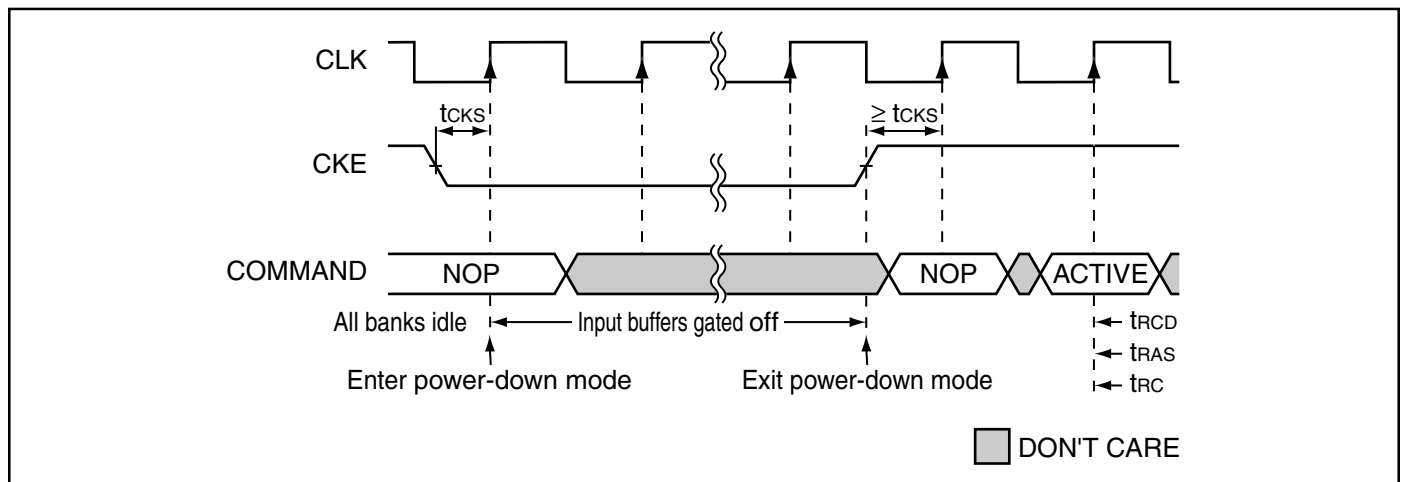 CLK
tCKS
≥ tCKS
CKE
COMMAND
NOP
NOP
ACTIVE
All banks idle
Input buffers gated off
tRCD
tRAS
tRC
Enter power-down mode
Exit power-down mode
DON'T CARE